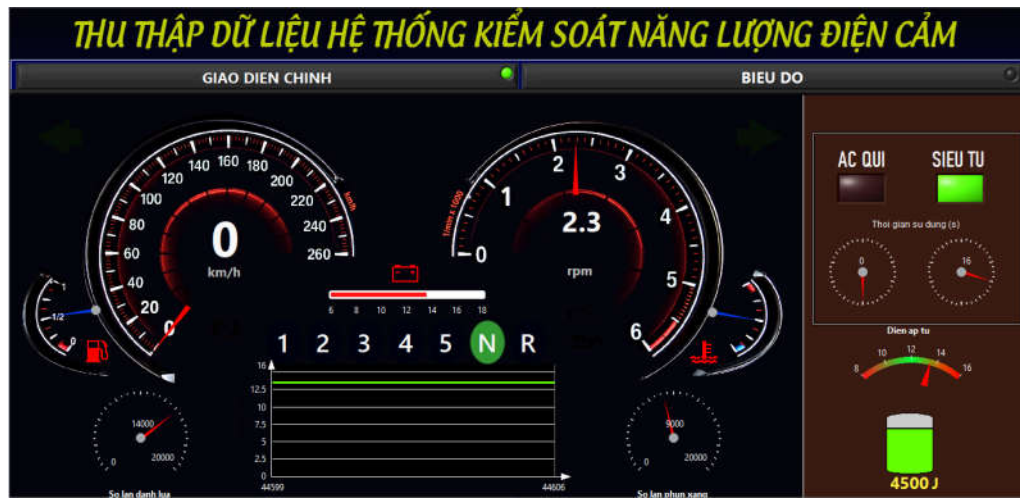 THU THẬP DỮ LIỆU HỆ THỐNG KIỂM SOÁT NĂNG LƯỢNG ĐIỆN CẢM
GIAO DIEN CHINH
BIEU DO
0 20 40 60 80 100 120 140 160 180 200 220 240 260
km/h
0
km/h
0 1 2 3 4 5 6
1/min x 1000
2.3
rpm
AC QUI
SIEU TU
Thoi gian su dung (s)
0
16
1
1/2
0
6 8 10 12 14 16 18
1 2 3 4 5 N R
Dien ap tu
8 10 12 14 16
4500 J
16
12.5
10
7.5
5
2.5
0
44599
44606
14000
0
20000
So lan danh lua
9000
0
20000
So lan phun xang